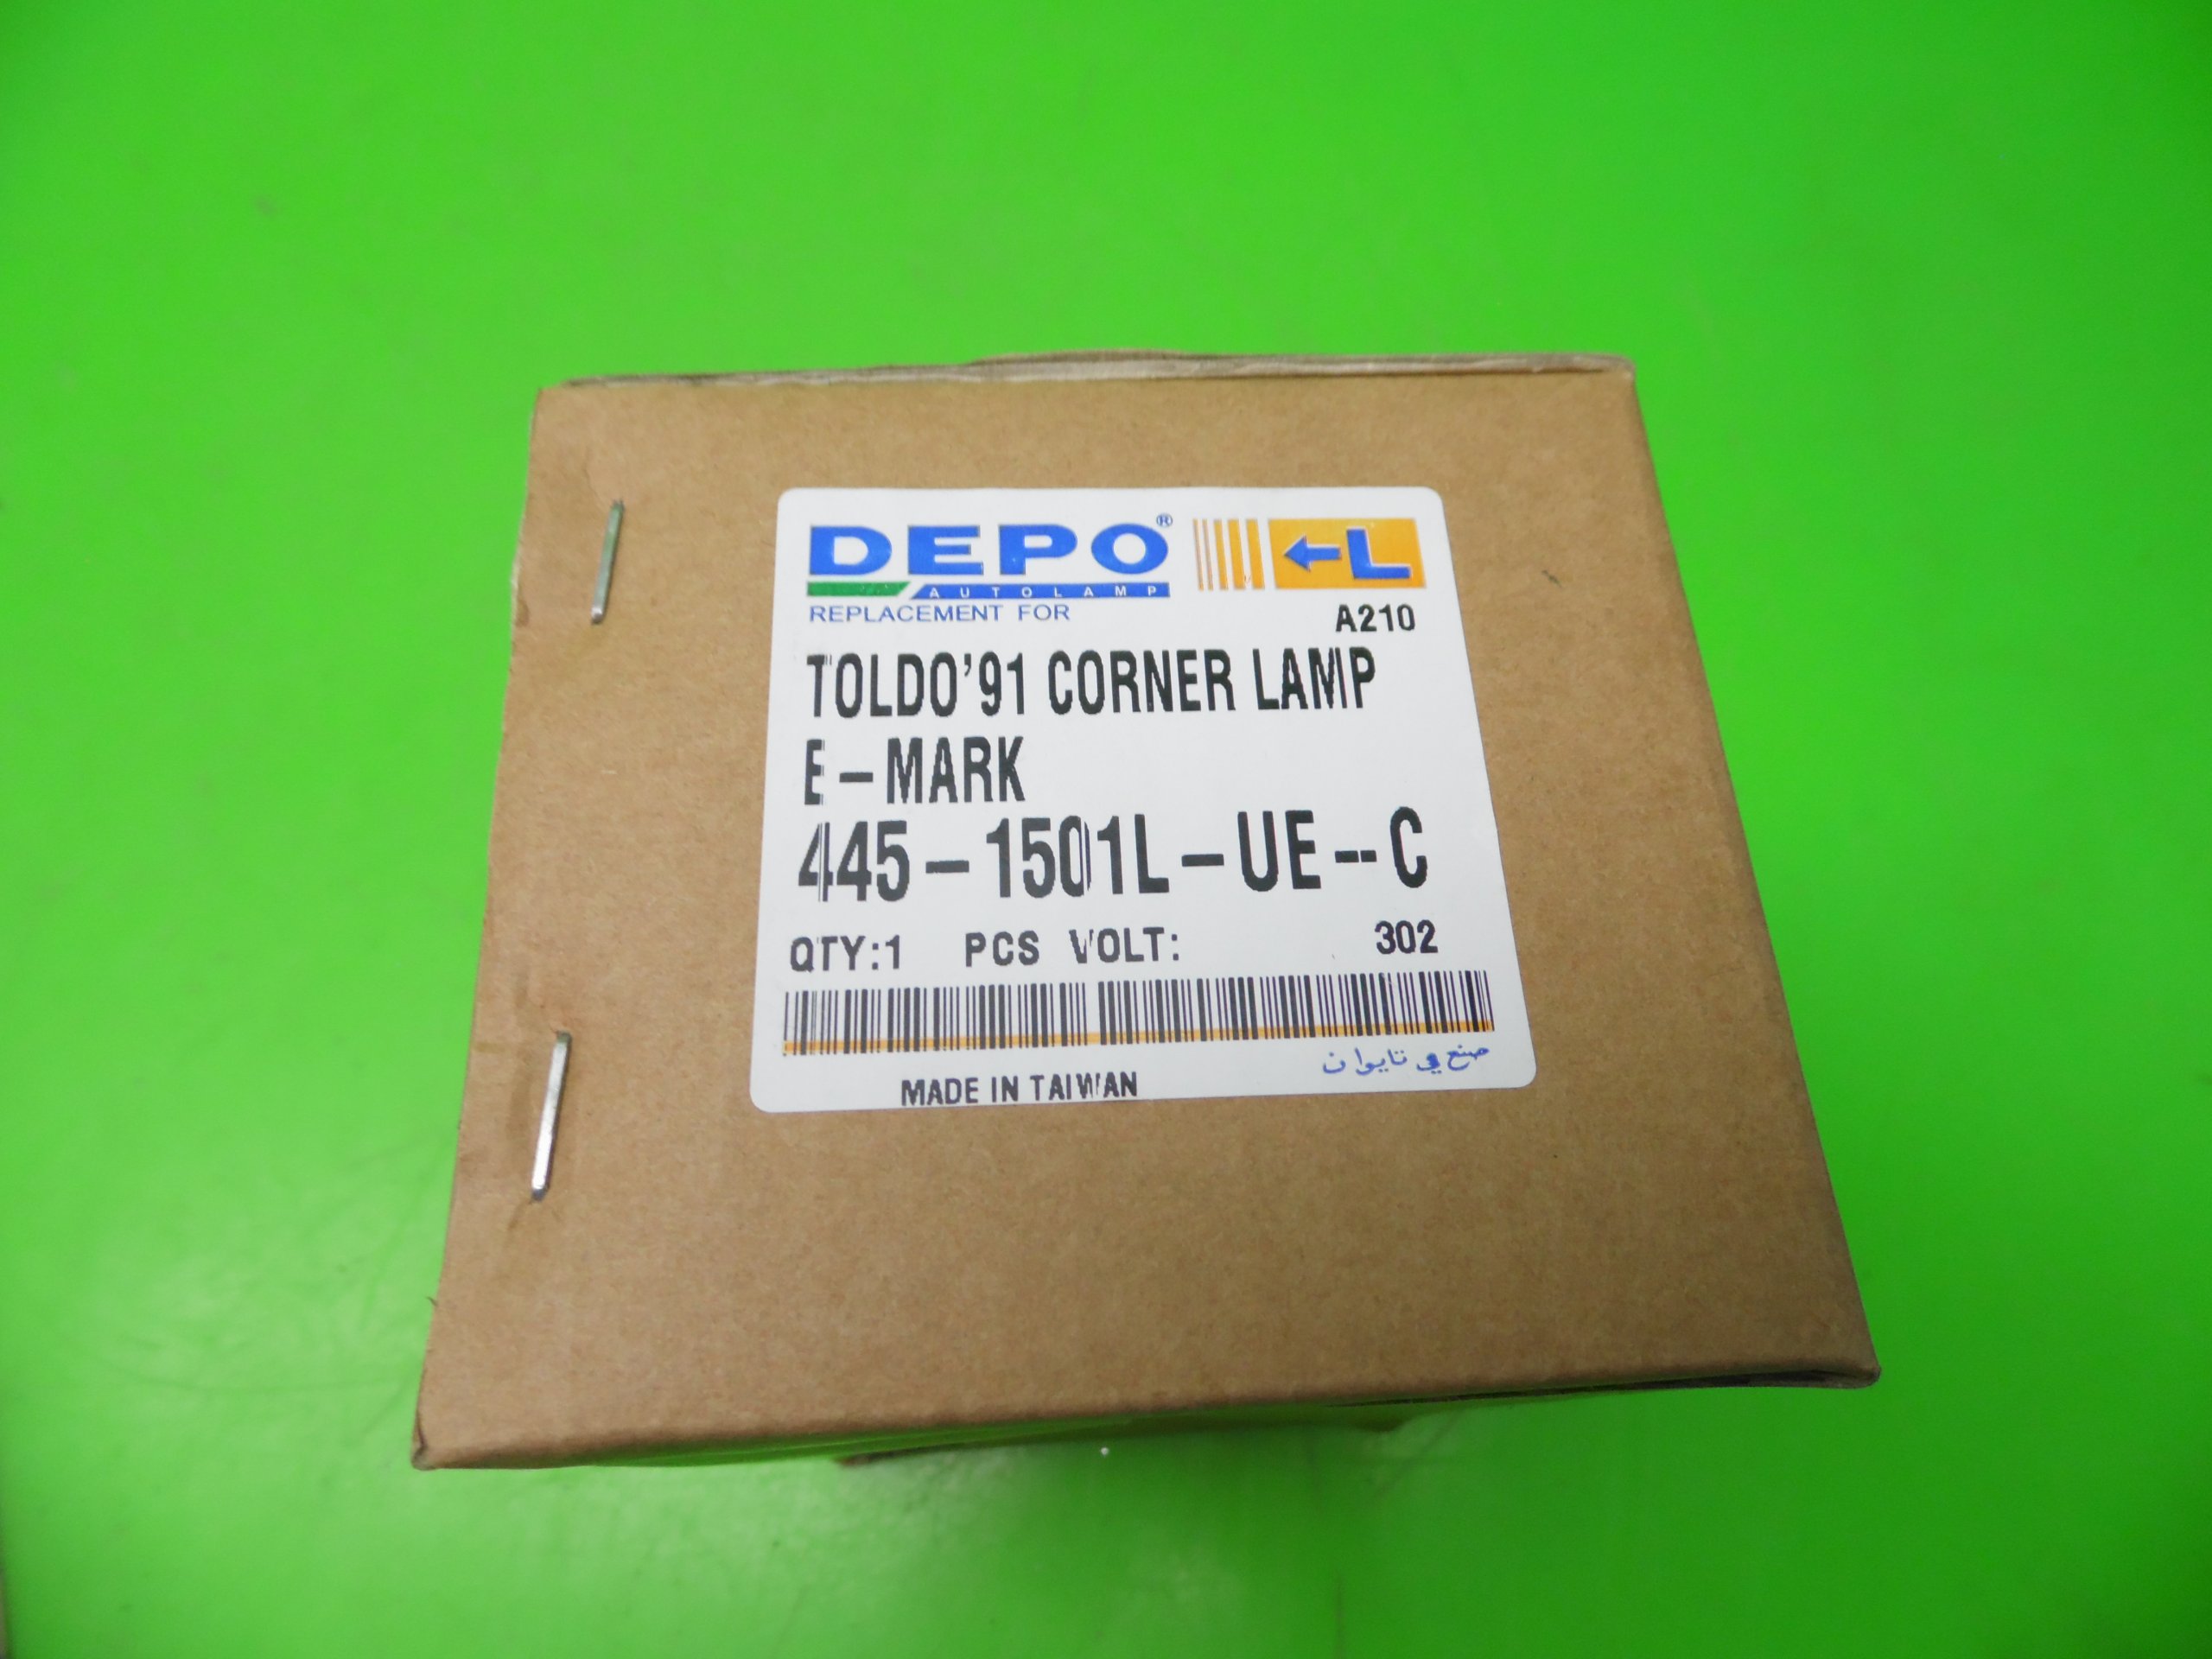 DEPO® ←L
AUTOLAMP
REPLACEMENT FOR A210
TOLDO'91 CORNER LAMP
E-MARK
445-1501L-UE--C
QTY:1 PCS VOLT: 302
صنع في تايوان
MADE IN TAIWAN